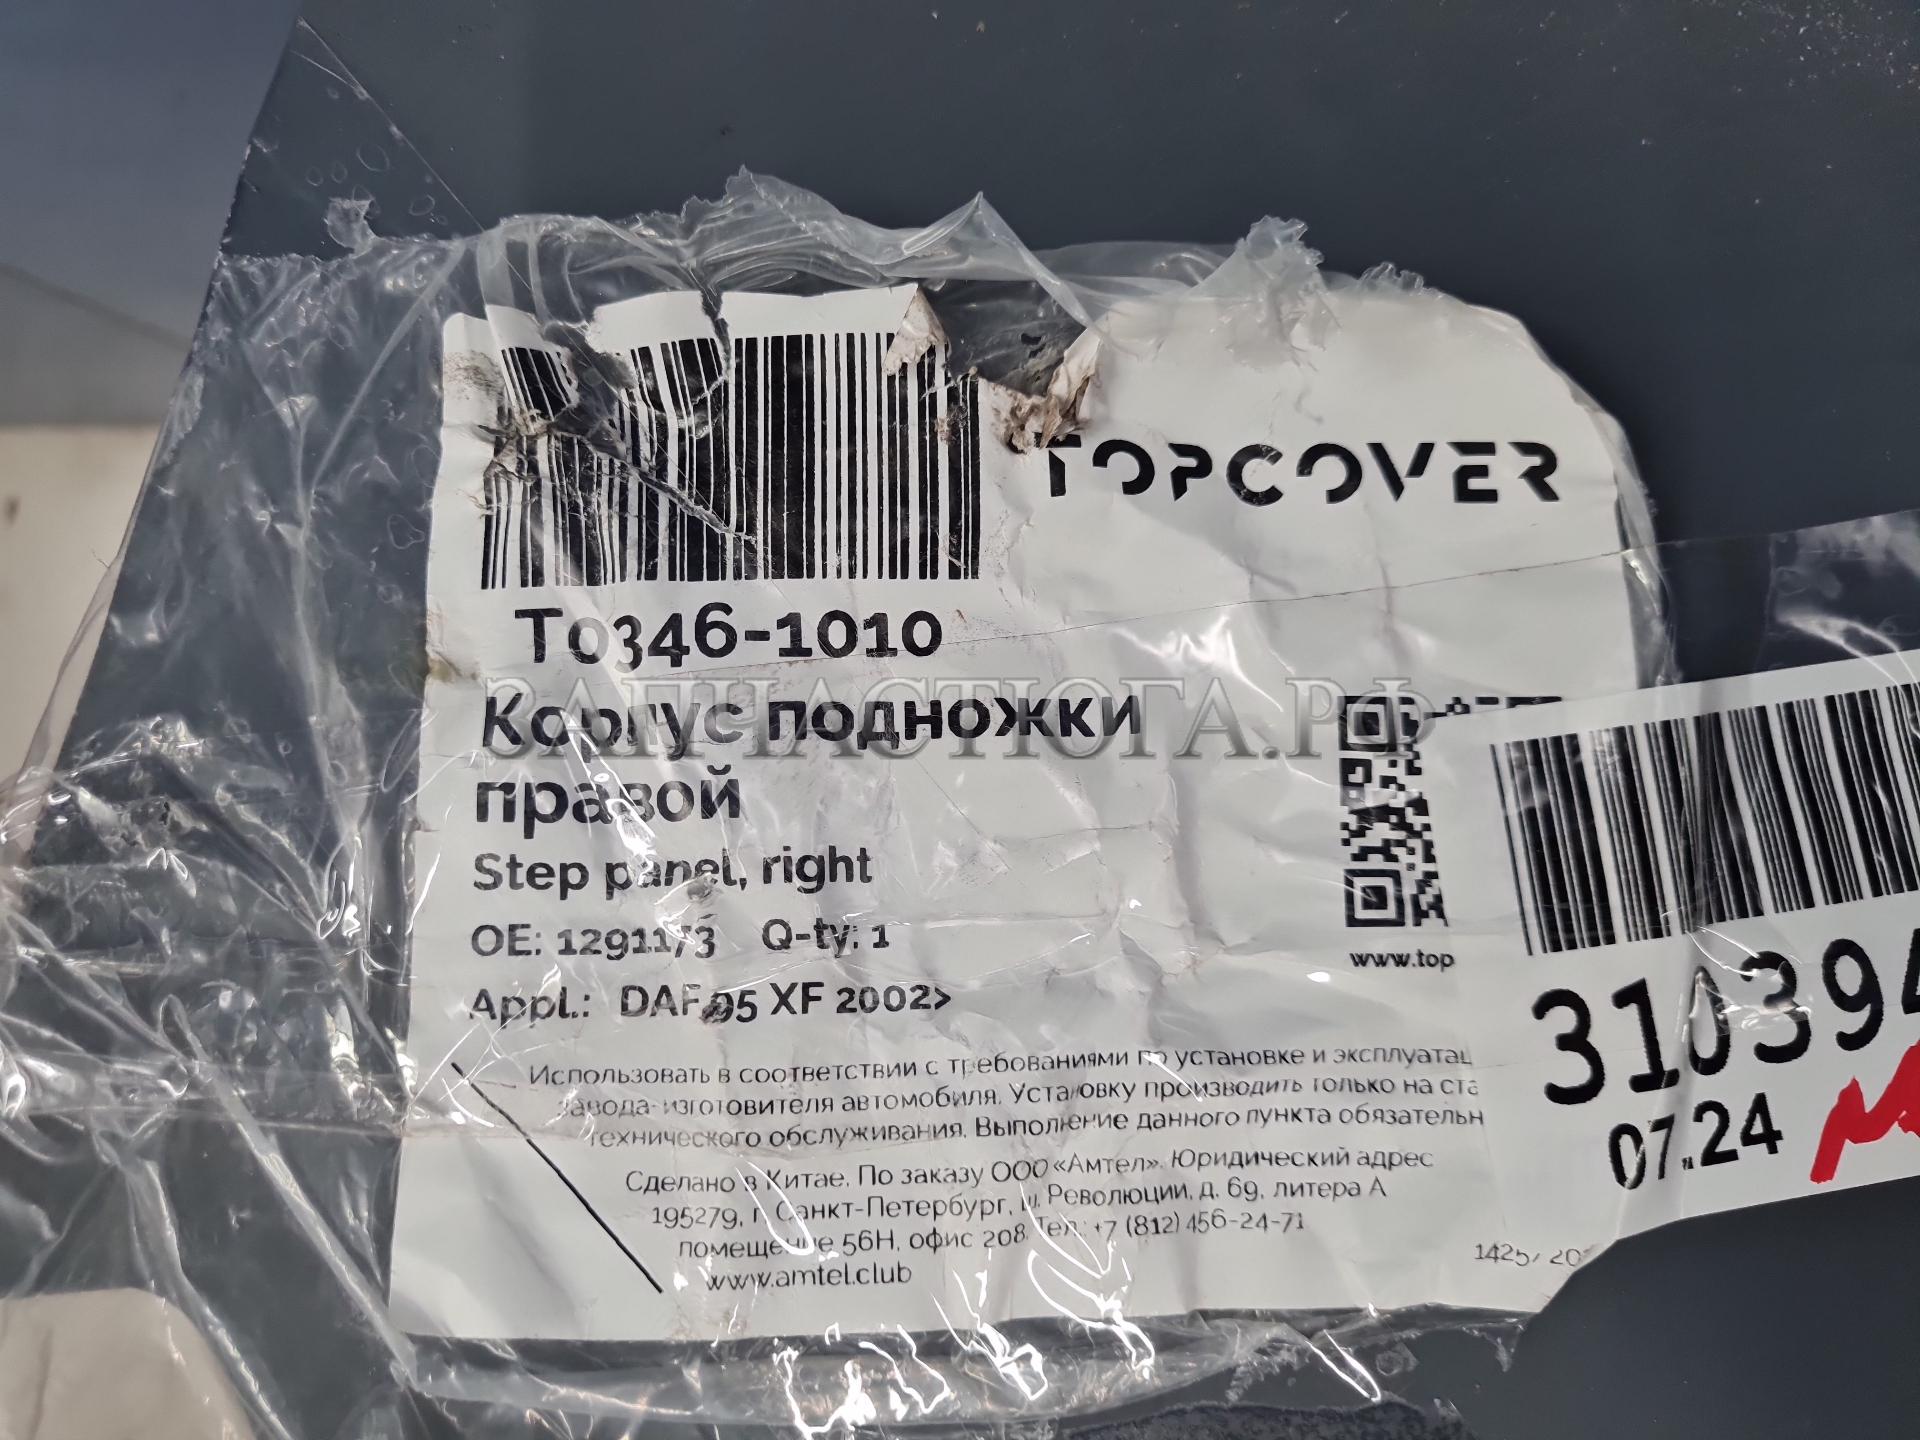 TOPCOVER
T0346-1010
ЗАПЧАСТЮГА.РФ
Корпус подножки
правой
Step panel, right
OE: 1291173 Q-ty: 1
Appl.: DAF 95 XF 2002>
www.top
310394
07.24
Использовать в соответствии с требованиями по установке и эксплуатац
завода-изготовителя автомобиля. Установку производить только на ста
технического обслуживания. Выполнение данного пункта обязательн
Сделано в Китае. По заказу ООО «Амтел». Юридический адрес
195279, г. Санкт-Петербург, ш. Революции, д. 69, литера А
помещение 56Н, офис 208. Тел.: +7 (812) 456-24-71
www.amtel.club
1425/ 20